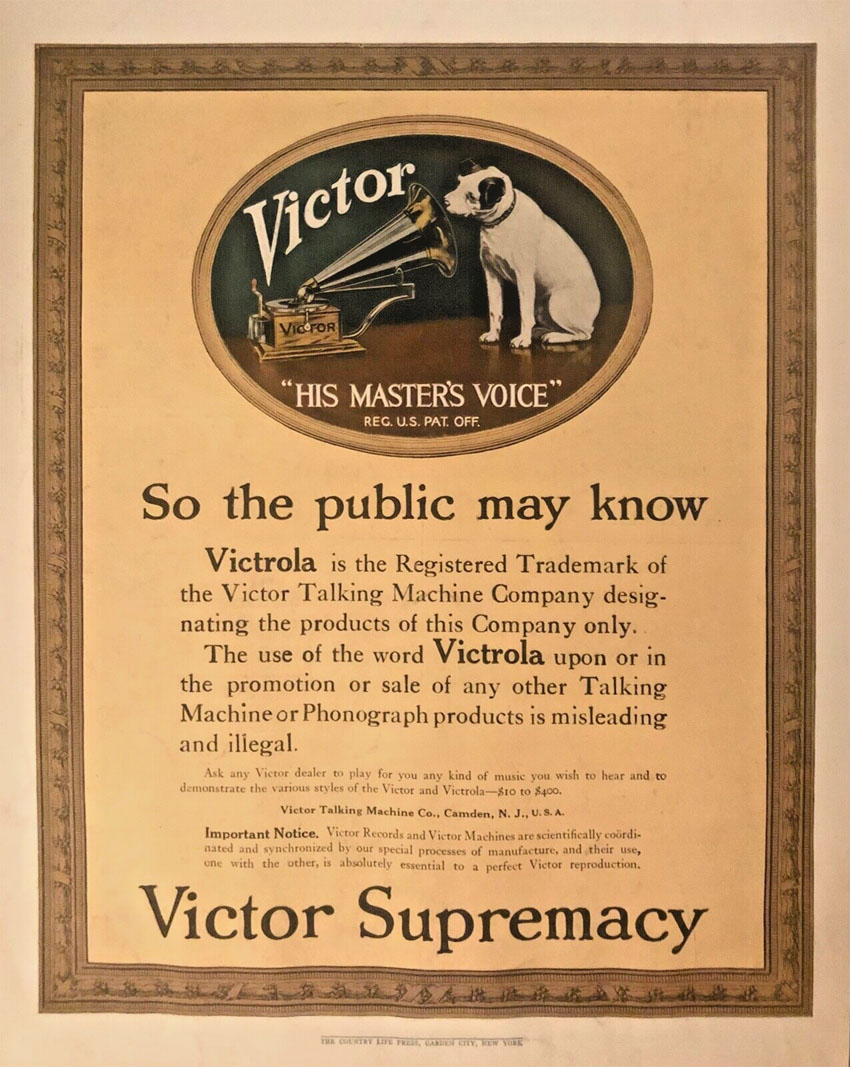 Victor
VICTOR
"HIS MASTER'S VOICE"
REG. U.S. PAT. OFF.
So the public may know
Victrola is the Registered Trademark of
the Victor Talking Machine Company desig-
nating the products of this Company only.
The use of the word Victrola upon or in
the promotion or sale of any other Talking
Machine or Phonograph products is misleading
and illegal.
Ask any Victor dealer to play for you any kind of music you wish to hear and to
demonstrate the various styles of the Victor and Victrola—$10 to $400.
Victor Talking Machine Co., Camden, N. J., U. S. A.
Important Notice. Victor Records and Victor Machines are scientifically coördi-
nated and synchronized by our special processes of manufacture, and their use,
one with the other, is absolutely essential to a perfect Victor reproduction.
Victor Supremacy
THE COUNTRY LIFE PRESS, GARDEN CITY, NEW YORK